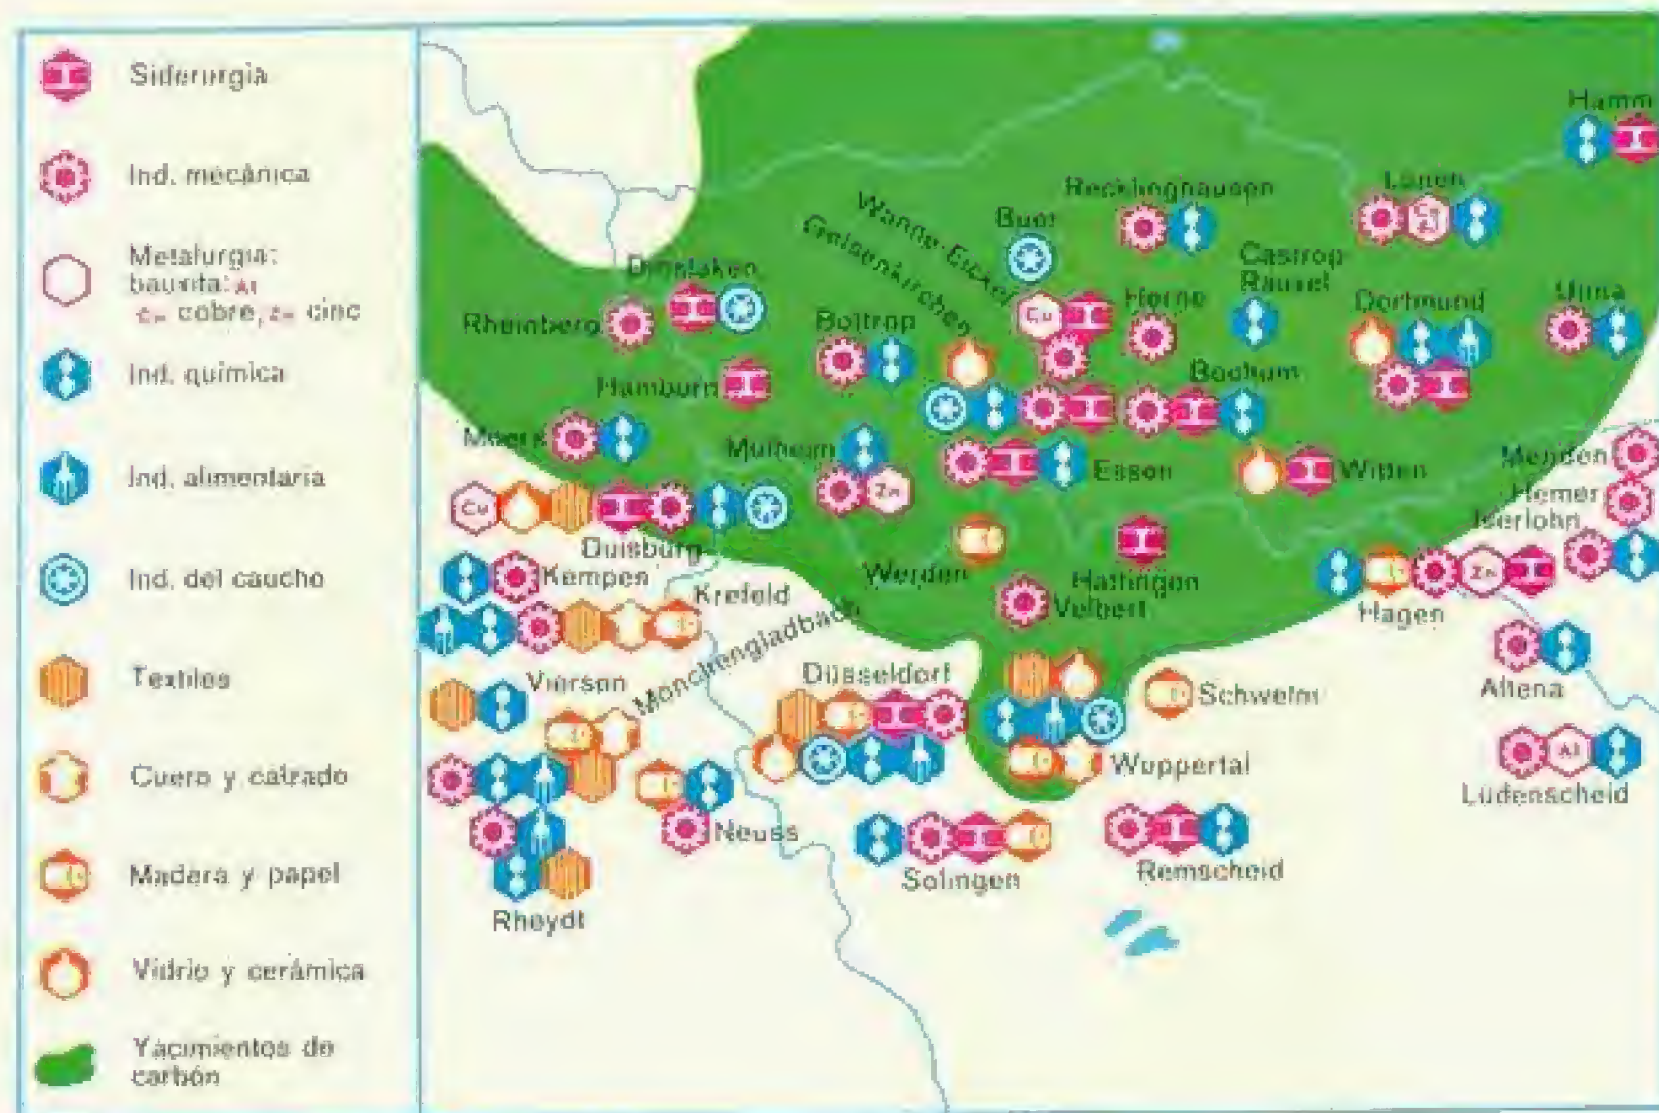 Siderurgia
Ind. mecánica
Metalurgia:
bauxita: Al
Cu cobre, Zn cinc
Ind. química
Ind. alimentaria
Ind. del caucho
Textiles
Cuero y calzado
Madera y papel
Vidrio y cerámica
Yacimientos de
carbón
Hamm
Recklinghausen
Lünen
Wanne-Eickel
Gelsenkirchen
Buer
Castrop
Rauxel
Dinslaken
Herne
Dortmund
Unna
Rheinberg
Bottrop
Cu
Hamborn
Bochum
Moers
Mülheim
Essen
Witten
Menden
Zn
Hemer
Cu
Iserlohn
Duisburg
Werden
Hattingen
Kempen
Velbert
Zn
Hagen
Krefeld
Mönchengladbach
Viersen
Düsseldorf
Schwelm
Altena
Wuppertal
Al
Lüdenscheid
Neuss
Solingen
Remscheid
Rheydt